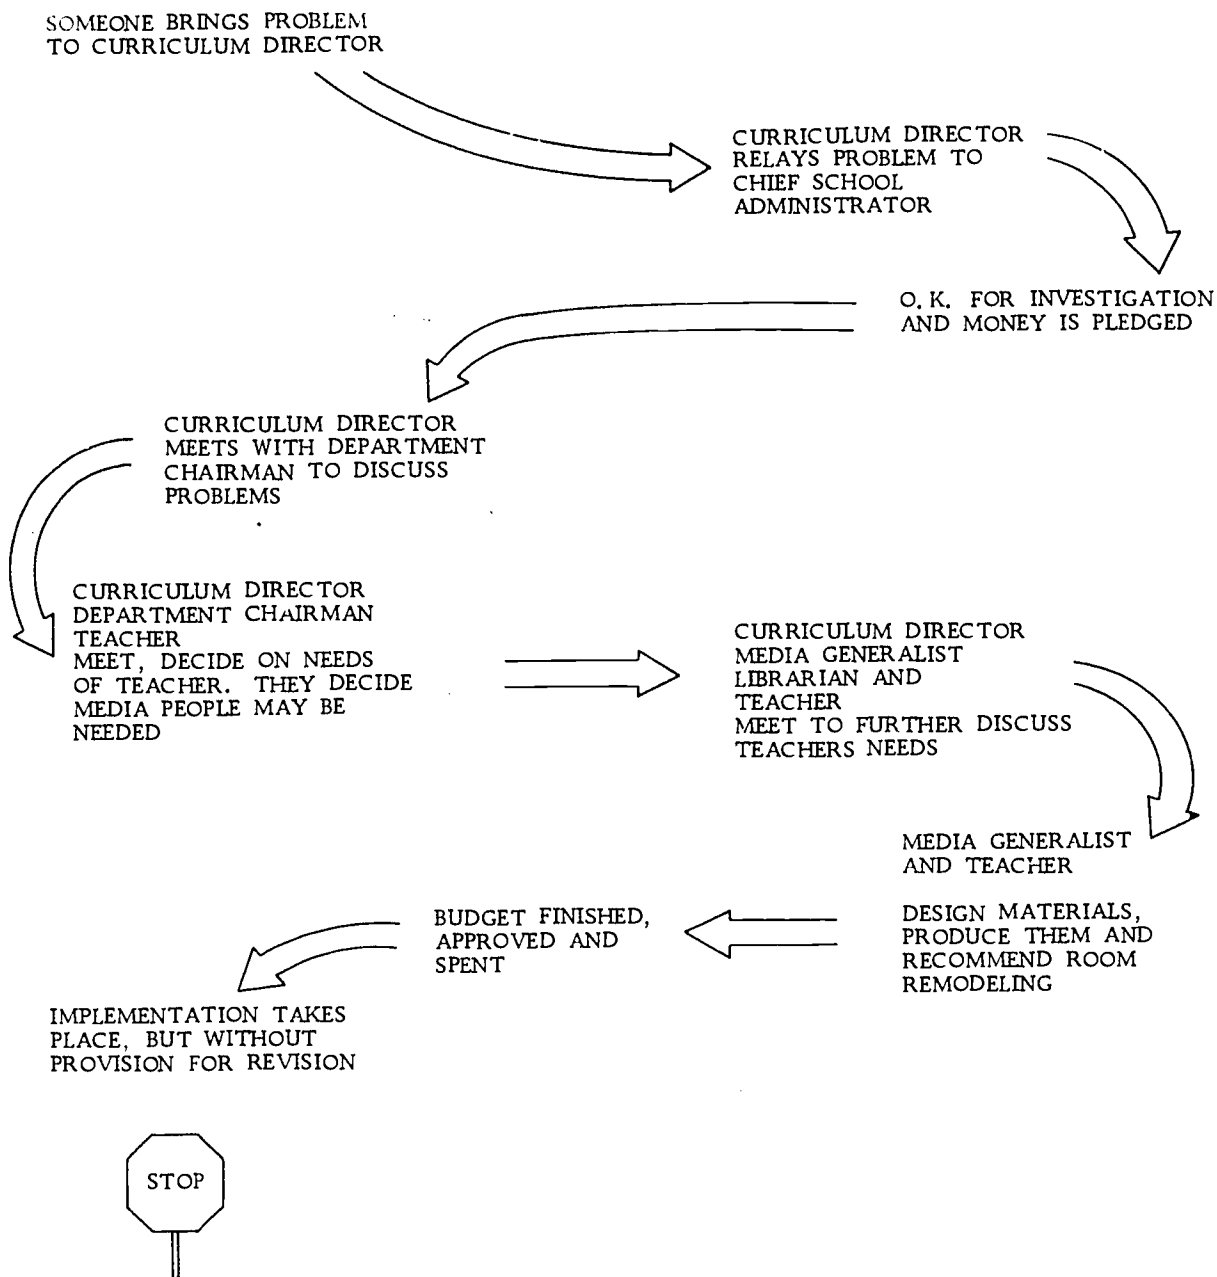 SOMEONE BRINGS PROBLEM
TO CURRICULUM DIRECTOR
CURRICULUM DIRECTOR
RELAYS PROBLEM TO
CHIEF SCHOOL
ADMINISTRATOR
O. K. FOR INVESTIGATION
AND MONEY IS PLEDGED
CURRICULUM DIRECTOR
MEETS WITH DEPARTMENT
CHAIRMAN TO DISCUSS
PROBLEMS
CURRICULUM DIRECTOR
DEPARTMENT CHAIRMAN
TEACHER
MEET, DECIDE ON NEEDS
OF TEACHER. THEY DECIDE
MEDIA PEOPLE MAY BE
NEEDED
CURRICULUM DIRECTOR
MEDIA GENERALIST
LIBRARIAN AND
TEACHER
MEET TO FURTHER DISCUSS
TEACHERS NEEDS
MEDIA GENERALIST
AND TEACHER
DESIGN MATERIALS,
PRODUCE THEM AND
RECOMMEND ROOM
REMODELING
BUDGET FINISHED,
APPROVED AND
SPENT
IMPLEMENTATION TAKES
PLACE, BUT WITHOUT
PROVISION FOR REVISION
STOP